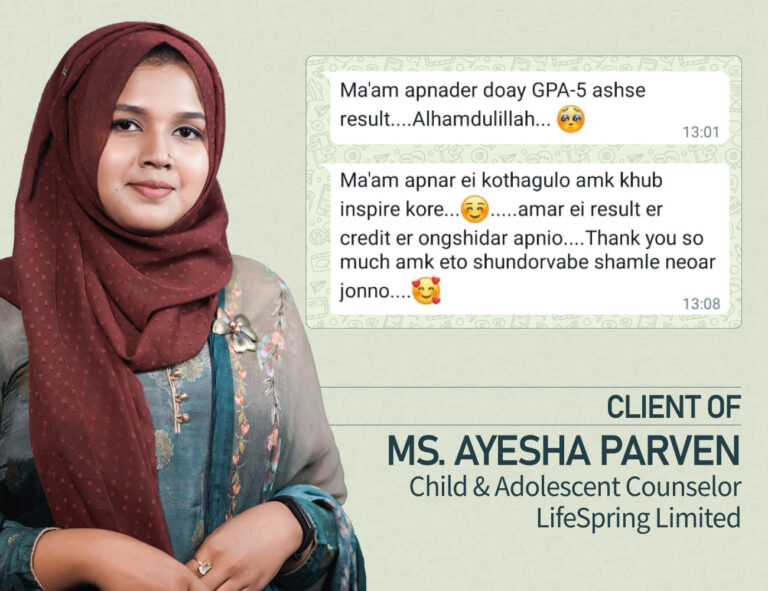 Ma'am apnader doay GPA-5 ashse
result....Alhamdulillah... 🥹
13:01
Ma'am apnar ei kothagulo amk khub
inspire kore...☺️.....amar ei result er
credit er ongshidar apnio....Thank you so
much amk eto shundorvabe shamle neoar
jonno....🥰
13:08
CLIENT OF
MS. AYESHA PARVEN
Child & Adolescent Counselor
LifeSpring Limited